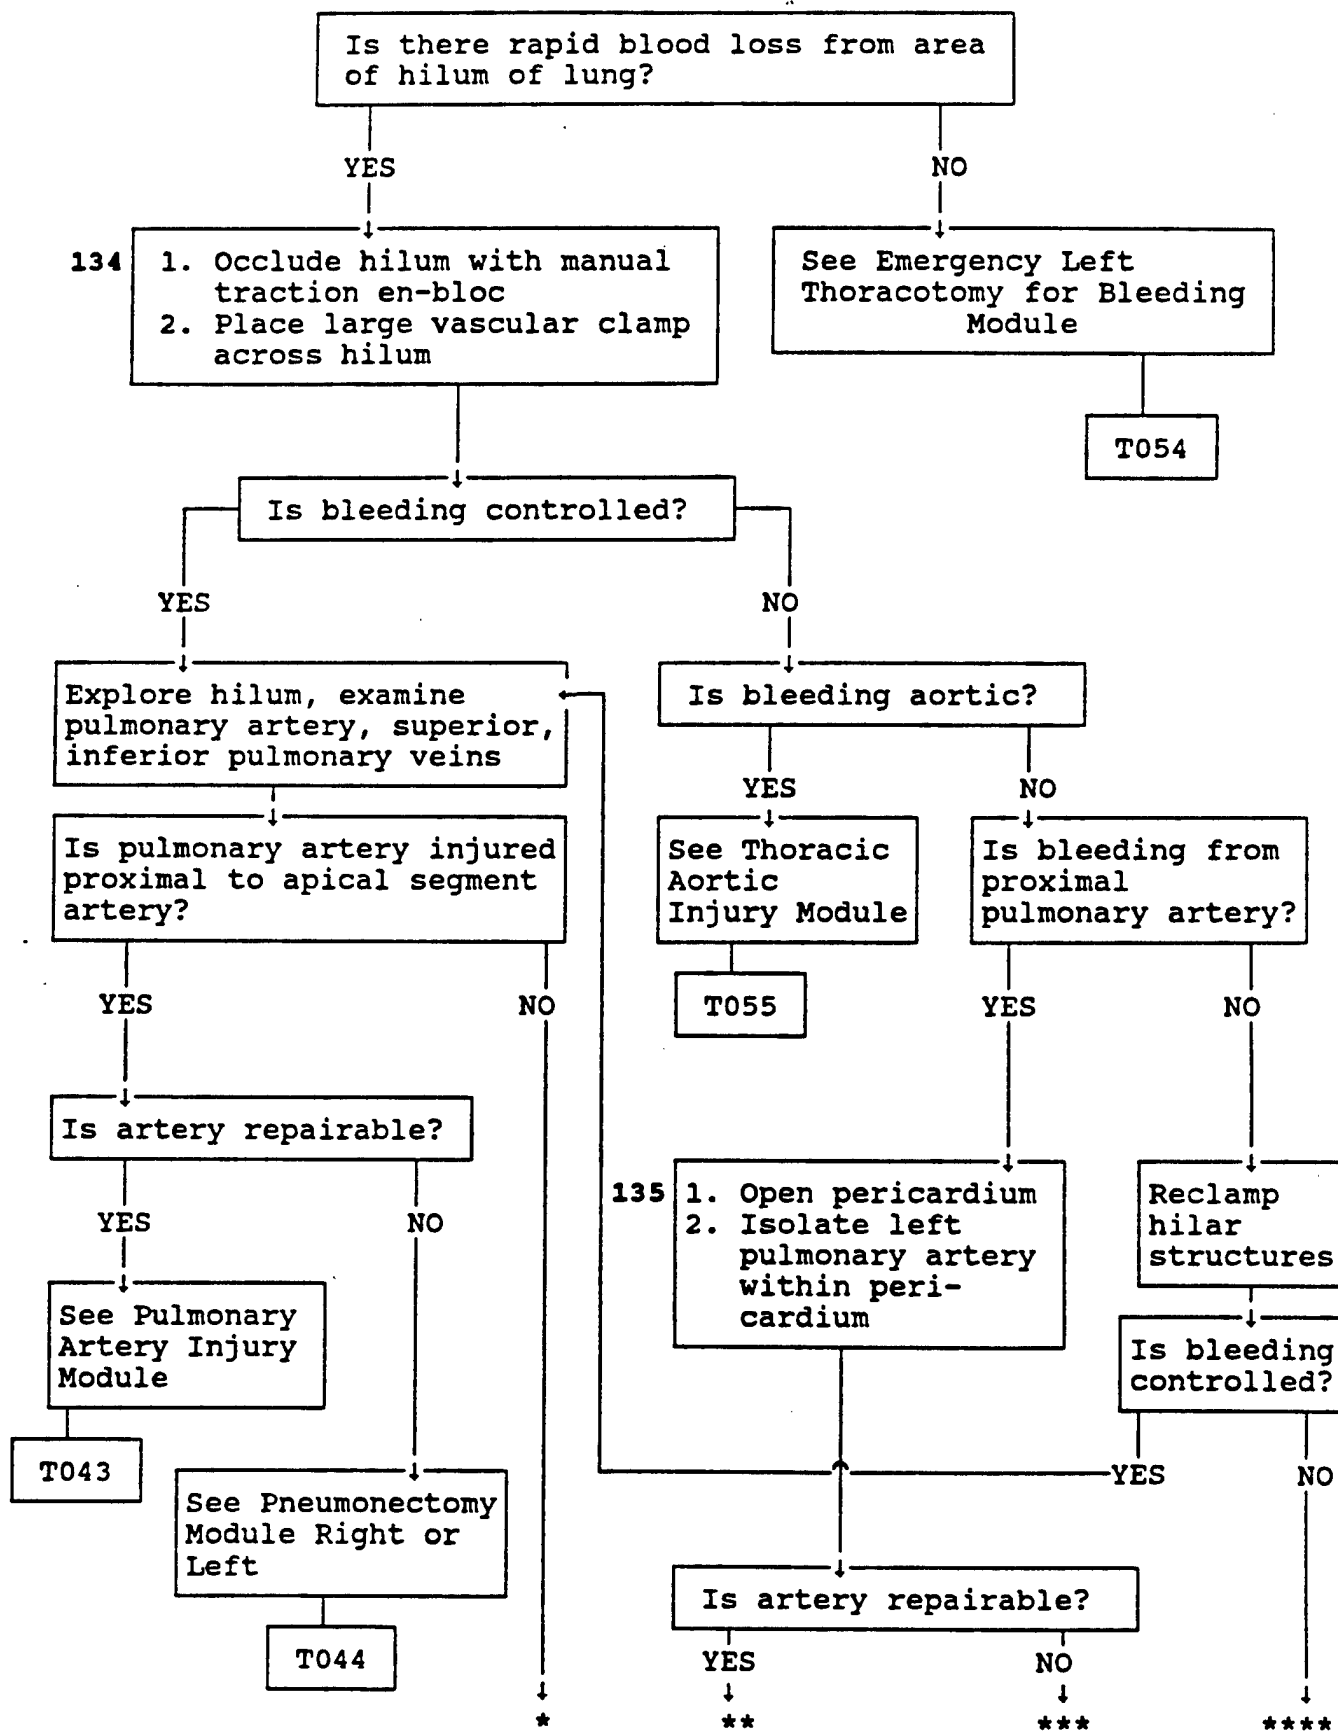 Is there rapid blood loss from area
of hilum of lung?
YES
NO
134
1. Occlude hilum with manual
traction en-bloc
2. Place large vascular clamp
across hilum
See Emergency Left
Thoracotomy for Bleeding
Module
T054
Is bleeding controlled?
YES
NO
Explore hilum, examine
pulmonary artery, superior,
inferior pulmonary veins
Is bleeding aortic?
YES
NO
Is pulmonary artery injured
proximal to apical segment
artery?
See Thoracic
Aortic
Injury Module
Is bleeding from
proximal
pulmonary artery?
T055
YES
NO
YES
NO
Is artery repairable?
YES
NO
135
1. Open pericardium
2. Isolate left
pulmonary artery
within peri-
cardium
Reclamp
hilar
structures
See Pulmonary
Artery Injury
Module
Is bleeding
controlled?
T043
YES
NO
See Pneumonectomy
Module Right or
Left
T044
Is artery repairable?
YES
NO
*
**
***
****